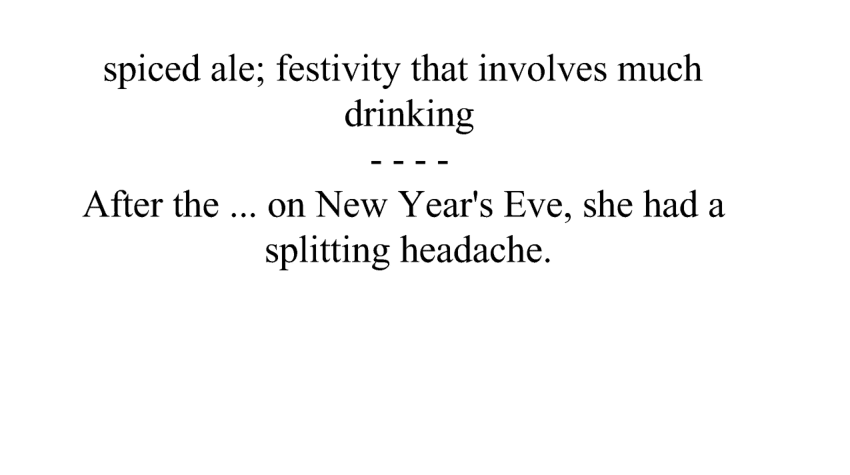 spiced ale; festivity that involves much
drinking
- - - -
After the ... on New Year's Eve, she had a
splitting headache.